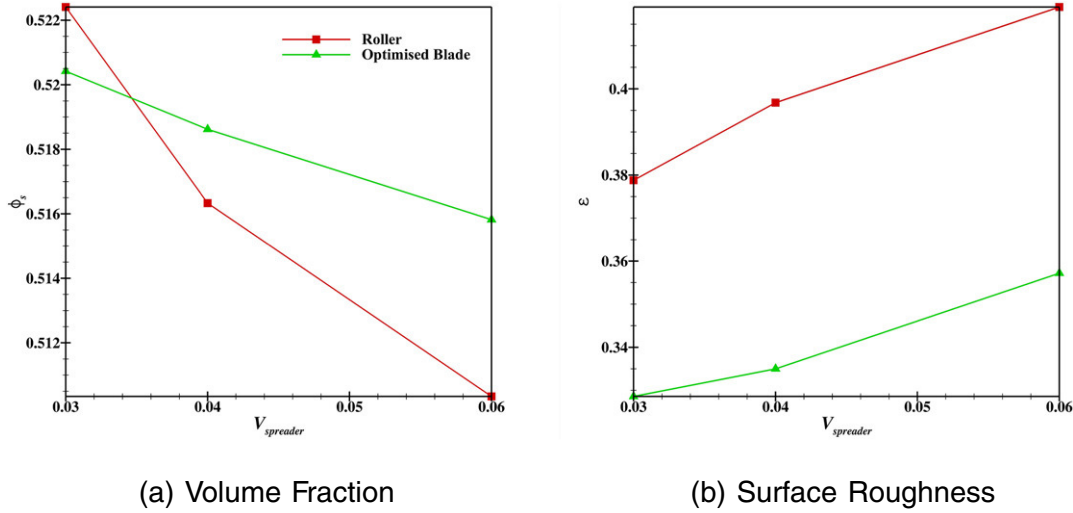 0.522
0.52
0.518
0.516
0.514
0.512
ϕs
Roller
Optimised Blade
0.03
0.04
0.05
0.06
Vspreader
(a) Volume Fraction
0.4
0.38
0.36
0.34
ε
0.03
0.04
0.05
0.06
Vspreader
(b) Surface Roughness